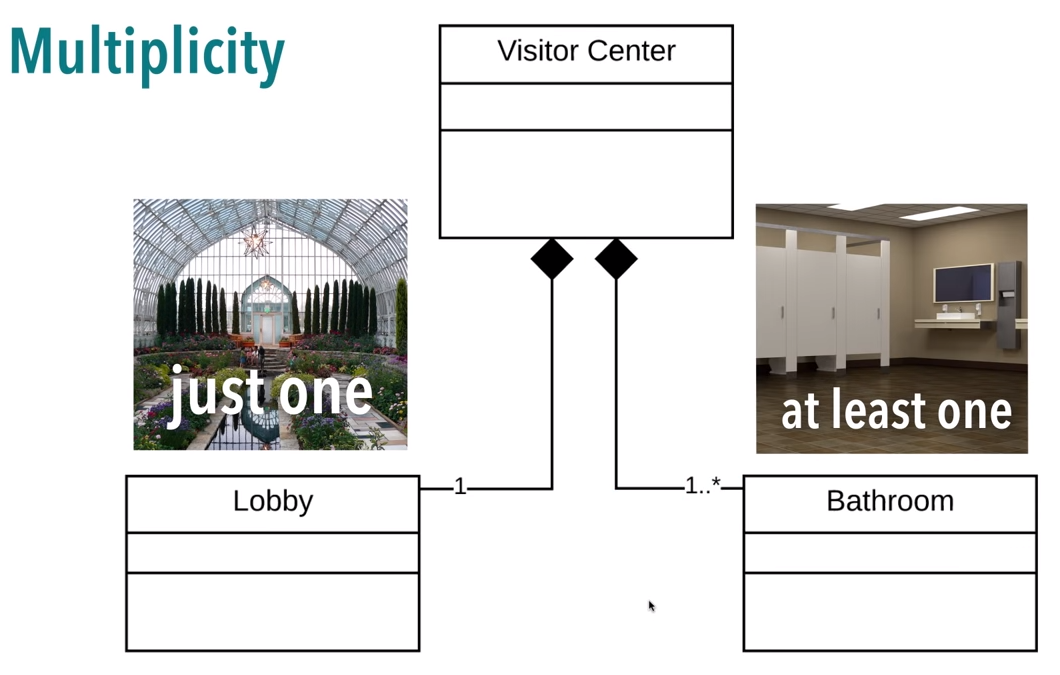 Multiplicity
Visitor Center
just one
at least one
1
1..*
Lobby
Bathroom